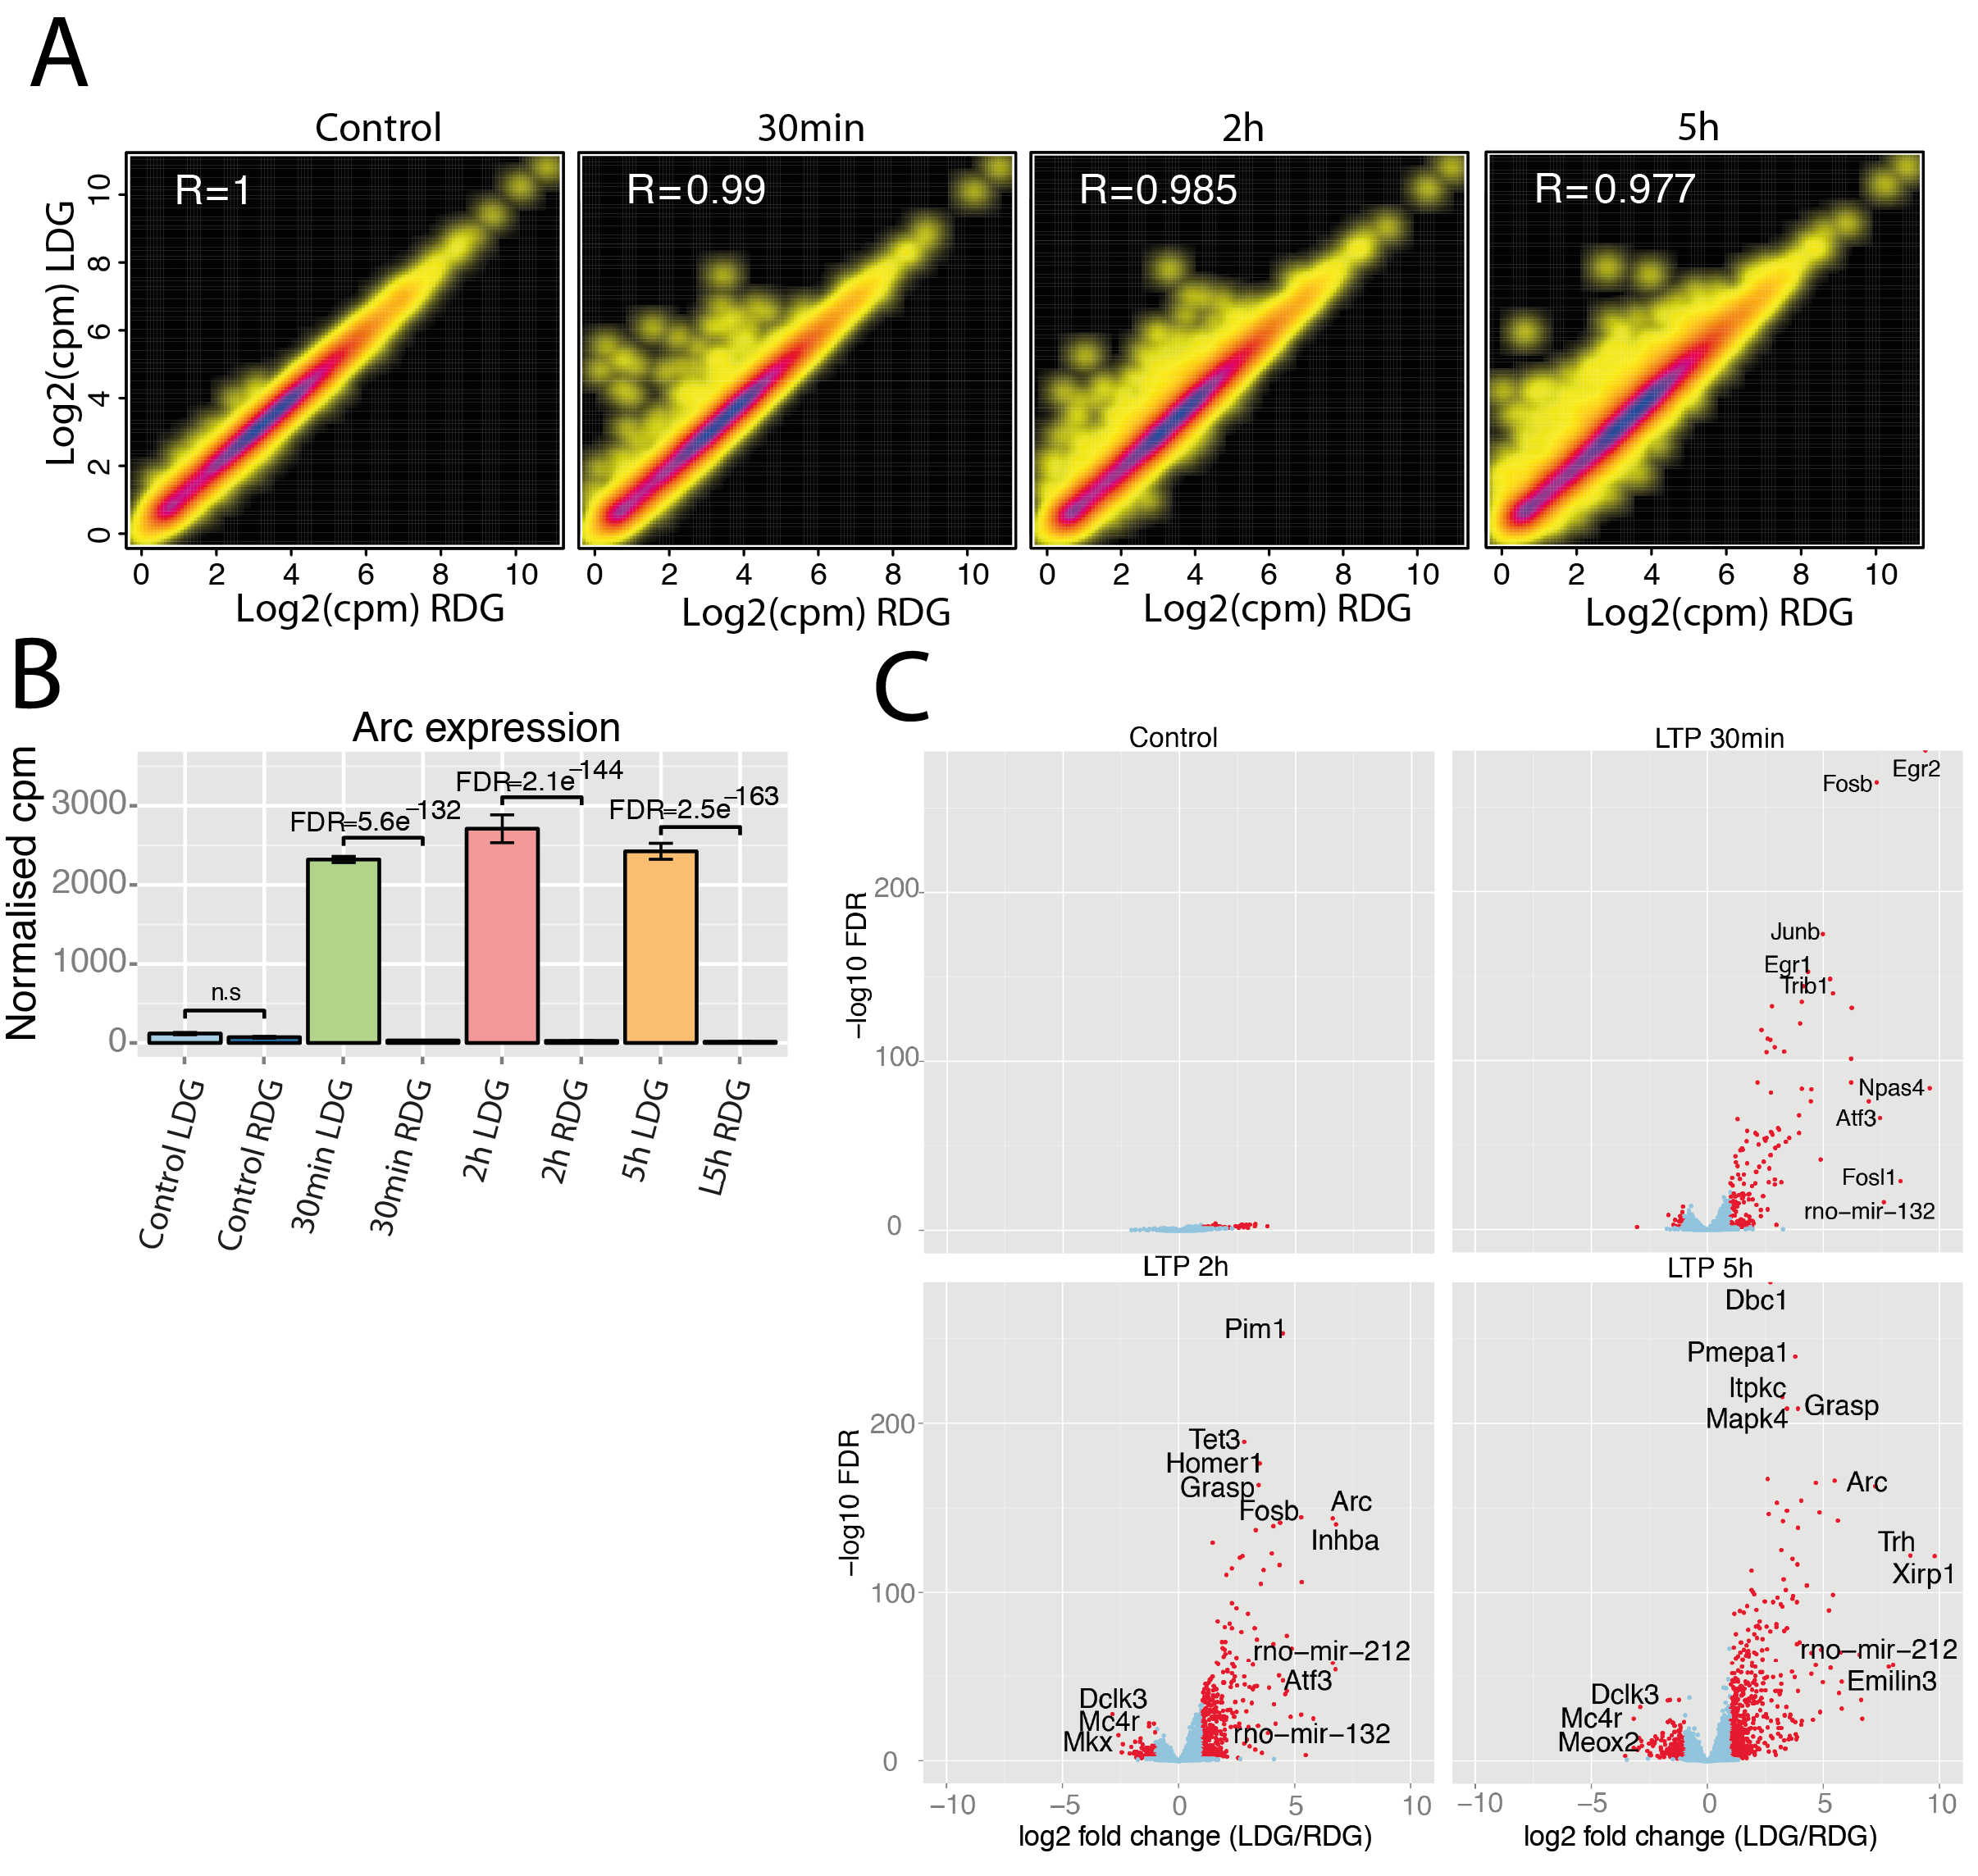 A
Control
30min
2h
5h
R=1
R=0.99
R=0.985
R=0.977
Log2(cpm) LDG
10
8
6
4
2
0
0 2 4 6 8 10
0 2 4 6 8 10
0 2 4 6 8 10
0 2 4 6 8 10
Log2(cpm) RDG
Log2(cpm) RDG
Log2(cpm) RDG
Log2(cpm) RDG
B
Arc expression
Normalised cpm
3000
2000
1000
0
n.s
FDR=5.6e−132
FDR=2.1e−144
FDR=2.5e−163
Control LDG
Control RDG
30min LDG
30min RDG
2h LDG
2h RDG
5h LDG
L5h RDG
C
Control
−log10 FDR
200
100
0
LTP 30min
Egr2
Fosb
Junb
Egr1
Trib1
Npas4
Atf3
Fosl1
rno−mir−132
LTP 2h
−log10 FDR
200
100
0
Pim1
Tet3
Homer1
Grasp
Fosb
Arc
Inhba
rno−mir−212
Atf3
rno−mir−132
Dclk3
Mc4r
Mkx
−10 −5 0 5 10
log2 fold change (LDG/RDG)
LTP 5h
Dbc1
Pmepa1
Itpkc
Mapk4
Grasp
Arc
Trh
Xirp1
rno−mir−212
Emilin3
Dclk3
Mc4r
Meox2
−10 −5 0 5 10
log2 fold change (LDG/RDG)